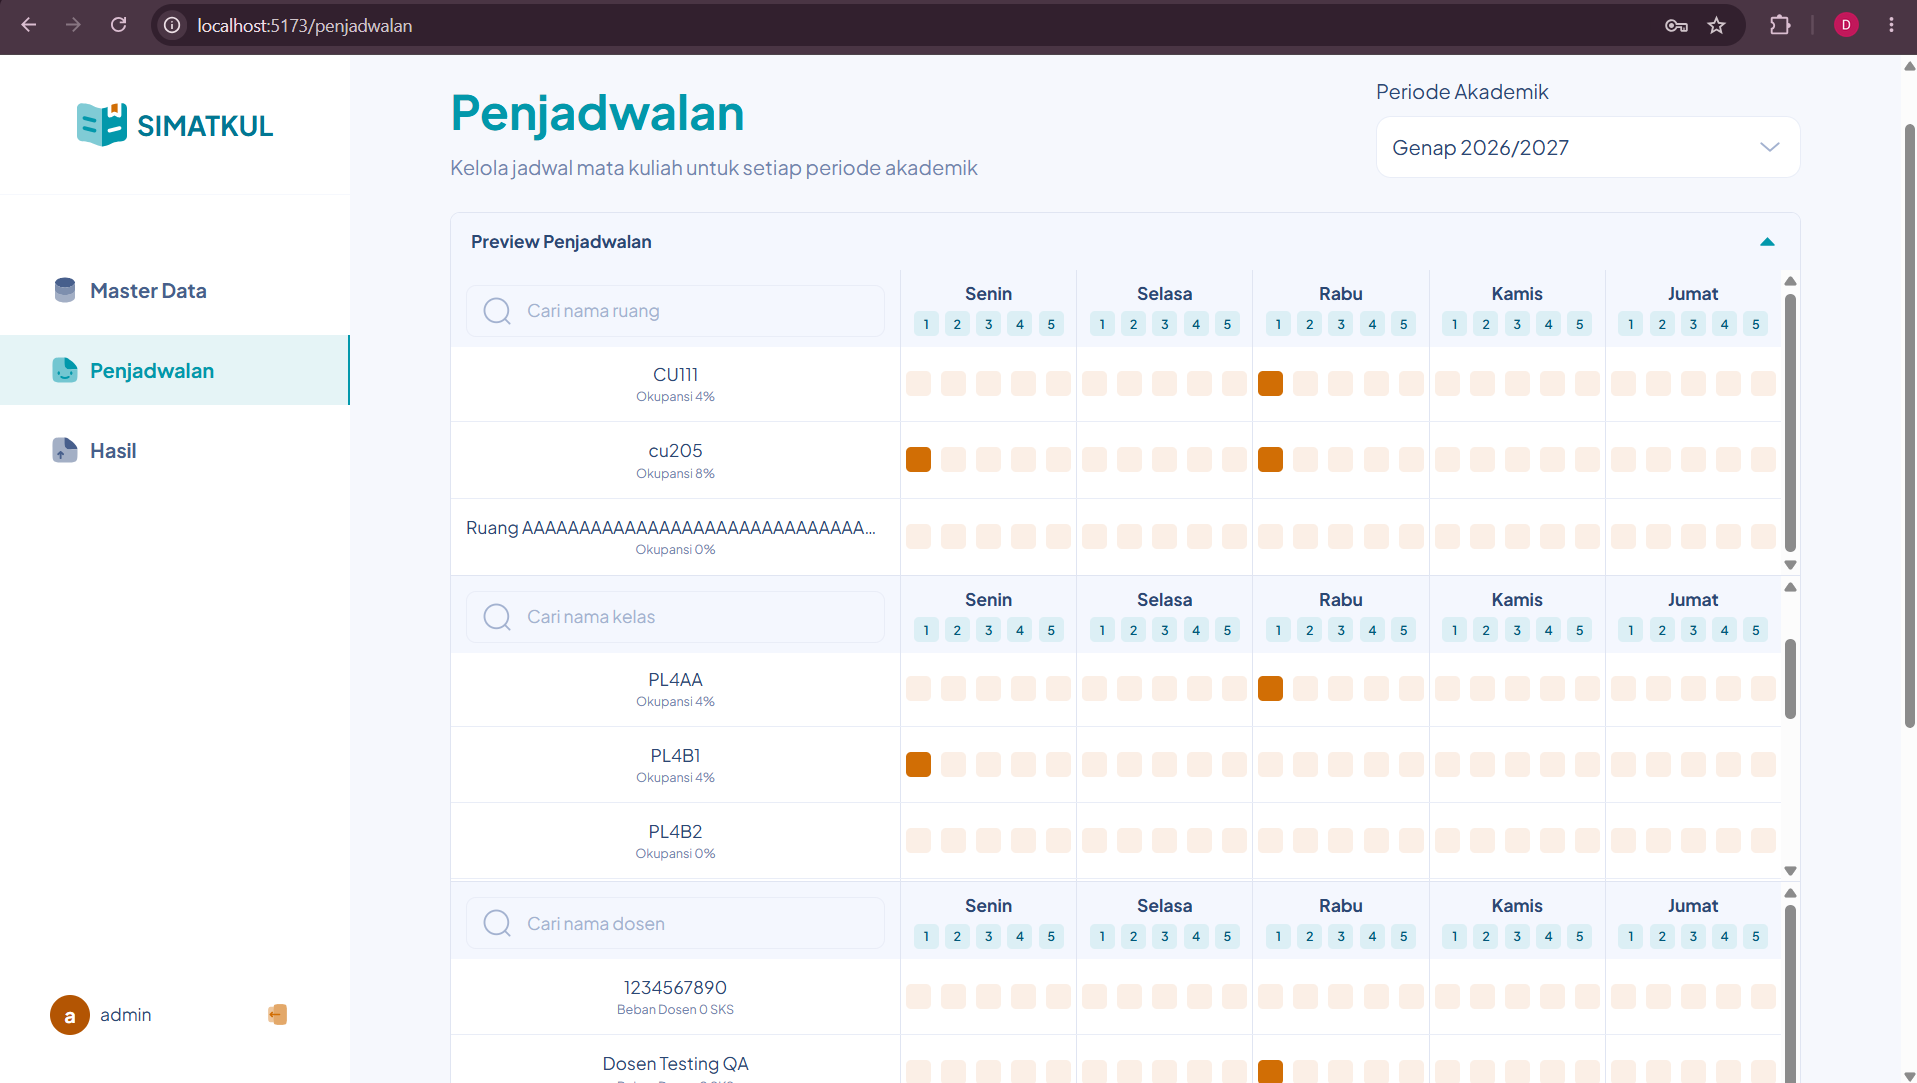 localhost:5173/penjadwalan
D
SIMATKUL
Master Data
Penjadwalan
Hasil
a admin
Penjadwalan
Kelola jadwal mata kuliah untuk setiap periode akademik
Periode Akademik
Genap 2026/2027
Preview Penjadwalan
Cari nama ruang
Senin Selasa Rabu Kamis Jumat
1 2 3 4 5 1 2 3 4 5 1 2 3 4 5 1 2 3 4 5 1 2 3 4 5
CU111
Okupansi 4%
cu205
Okupansi 8%
Ruang AAAAAAAAAAAAAAAAAAAAAAAAAAAAAA...
Okupansi 0%
Cari nama kelas
Senin Selasa Rabu Kamis Jumat
1 2 3 4 5 1 2 3 4 5 1 2 3 4 5 1 2 3 4 5 1 2 3 4 5
PL4AA
Okupansi 4%
PL4B1
Okupansi 4%
PL4B2
Okupansi 0%
Cari nama dosen
Senin Selasa Rabu Kamis Jumat
1 2 3 4 5 1 2 3 4 5 1 2 3 4 5 1 2 3 4 5 1 2 3 4 5
1234567890
Beban Dosen 0 SKS
Dosen Testing QA